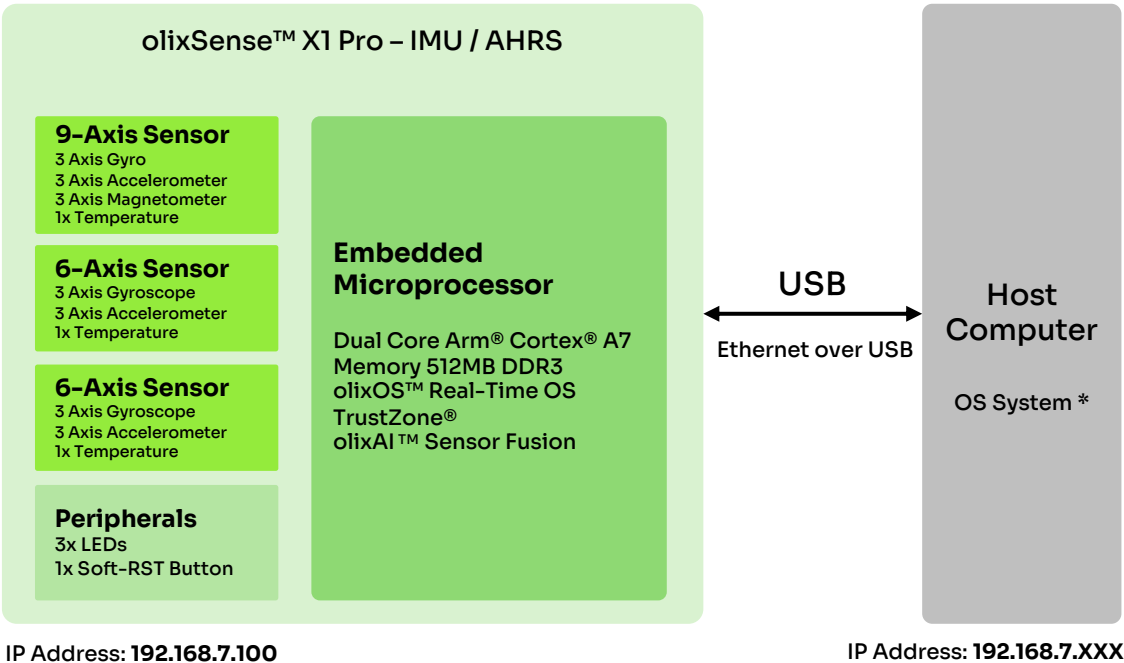 olixSense™ X1 Pro – IMU / AHRS
9-Axis Sensor
3 Axis Gyro
3 Axis Accelerometer
3 Axis Magnetometer
1x Temperature
6-Axis Sensor
3 Axis Gyroscope
3 Axis Accelerometer
1x Temperature
6-Axis Sensor
3 Axis Gyroscope
3 Axis Accelerometer
1x Temperature
Peripherals
3x LEDs
1x Soft-RST Button
Embedded
Microprocessor
Dual Core Arm® Cortex® A7
Memory 512MB DDR3
olixOS™ Real-Time OS
TrustZone®
olixAI™ Sensor Fusion
USB
Ethernet over USB
Host
Computer
OS System *
IP Address: 192.168.7.100
IP Address: 192.168.7.XXX